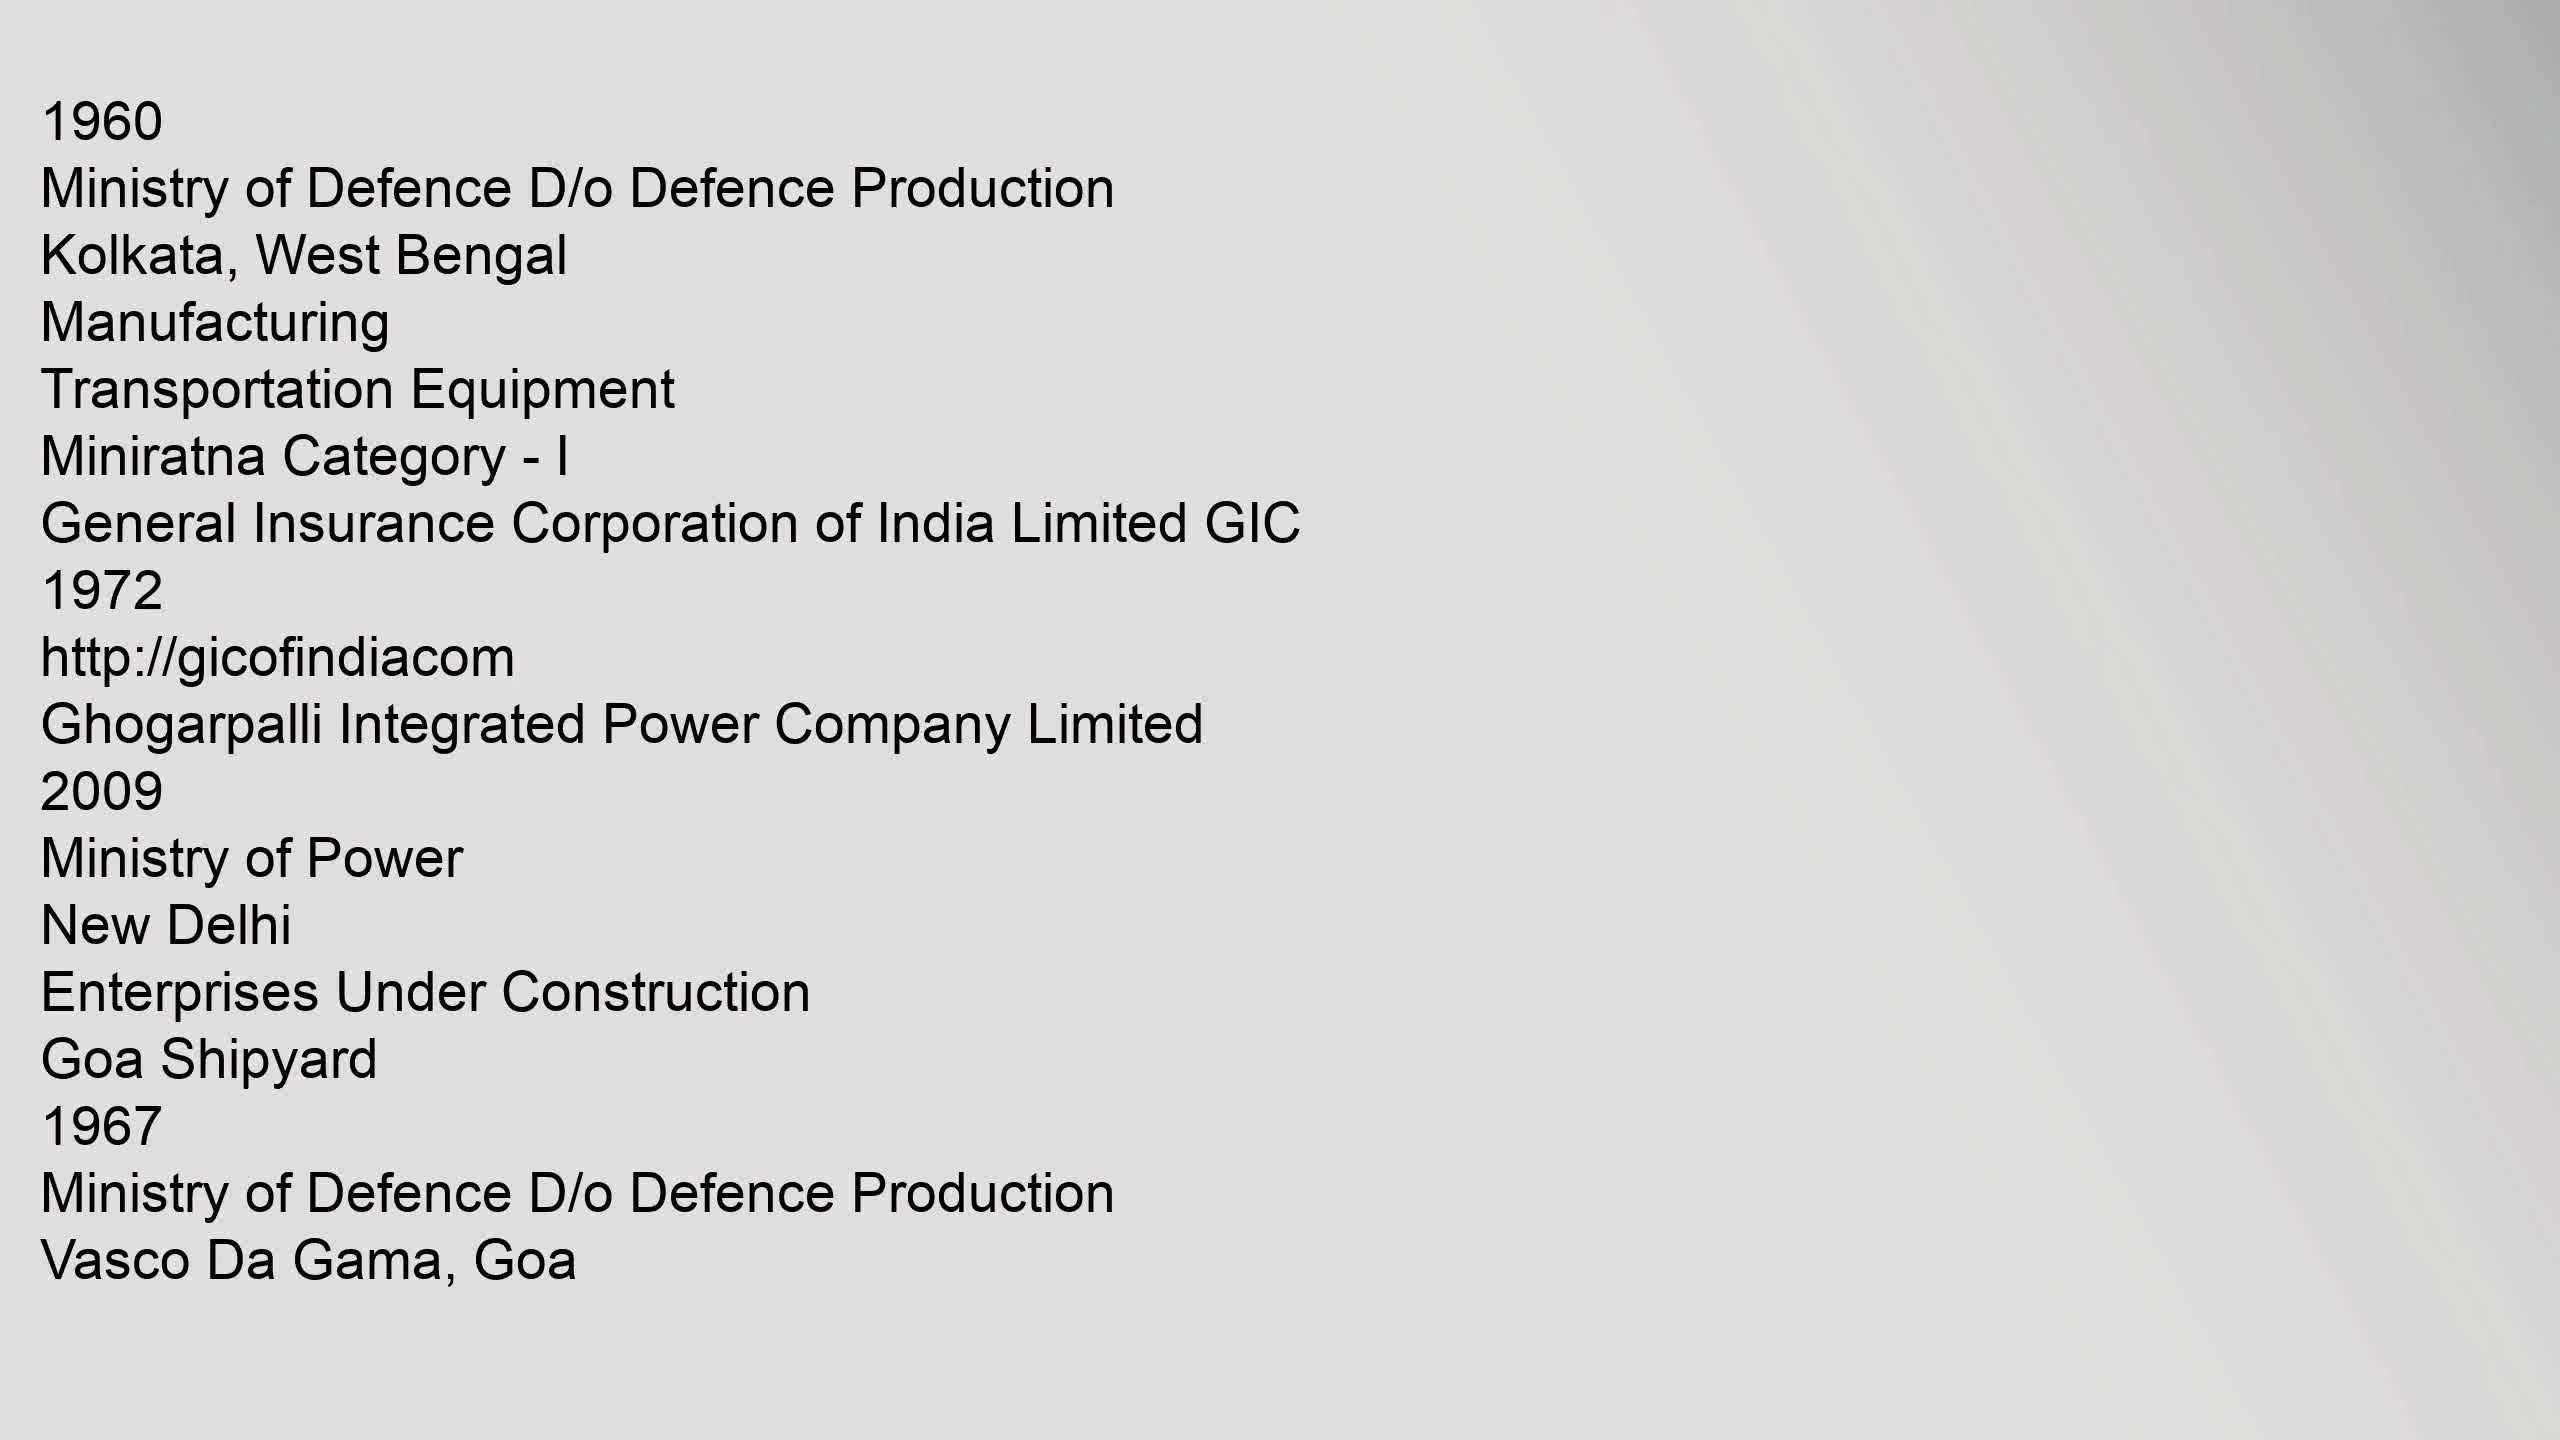 1960
Ministry of Defence D/o Defence Production
Kolkata, West Bengal
Manufacturing
Transportation Equipment
Miniratna Category - I
General Insurance Corporation of India Limited GIC
1972
http://gicofindiacom
Ghogarpalli Integrated Power Company Limited
2009
Ministry of Power
New Delhi
Enterprises Under Construction
Goa Shipyard
1967
Ministry of Defence D/o Defence Production
Vasco Da Gama, Goa